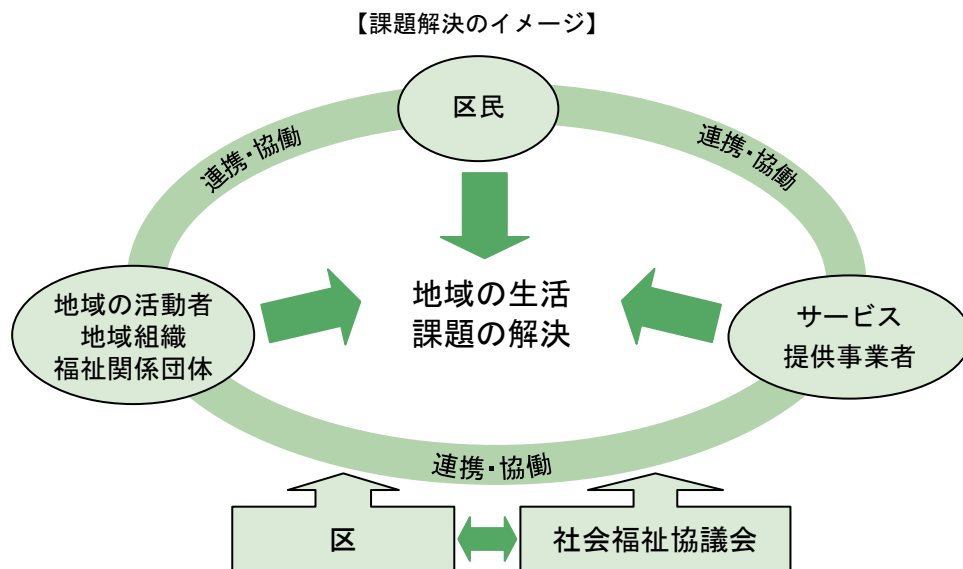 【課題解決のイメージ】
区民
連携・協働
連携・協働
地域の活動者
地域組織
福祉関係団体
地域の生活
課題の解決
サービス
提供事業者
連携・協働
区
社会福祉協議会